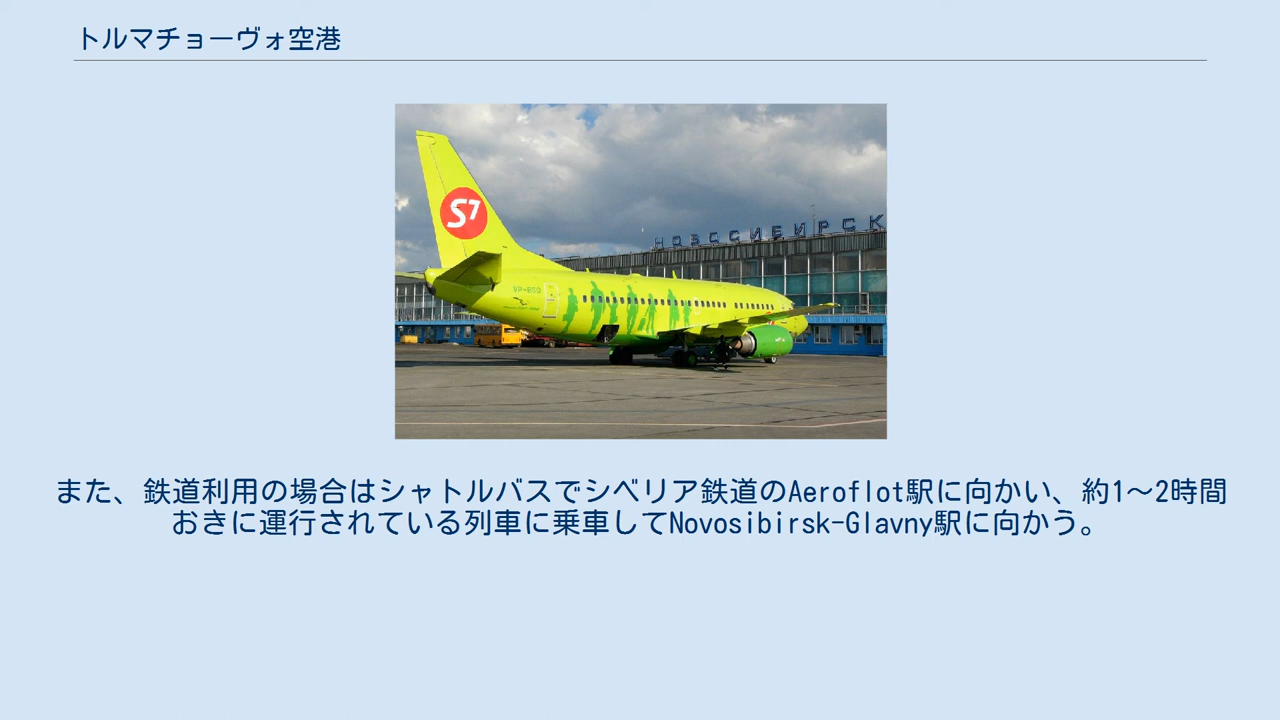 トルマチョーヴォ空港
S7
НОВОСИБИРСК
VP-BSQ
また、鉄道利用の場合はシャトルバスでシベリア鉄道のAeroflot駅に向かい、約1～2時間
おきに運行されている列車に乗車してNovosibirsk-Glavny駅に向かう。